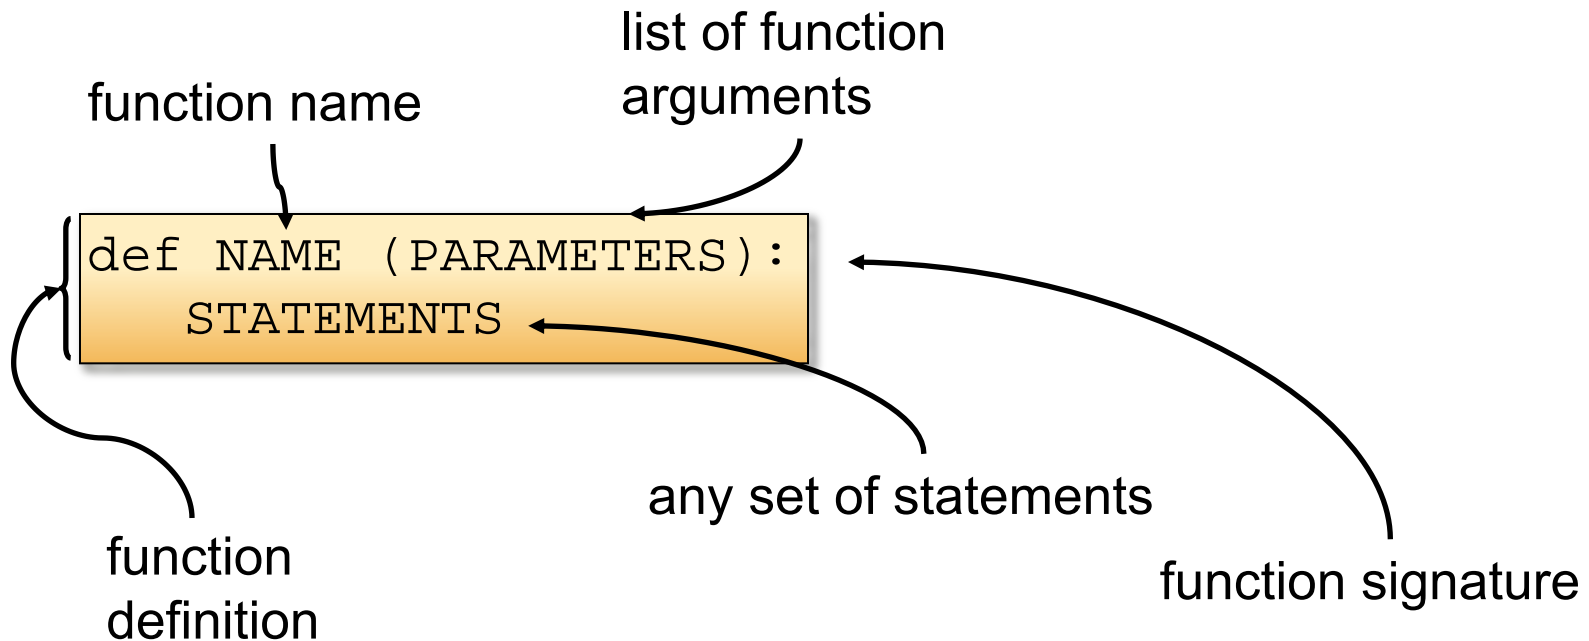 list of function
arguments
function name
def NAME (PARAMETERS):
STATEMENTS
any set of statements
function
definition
function signature